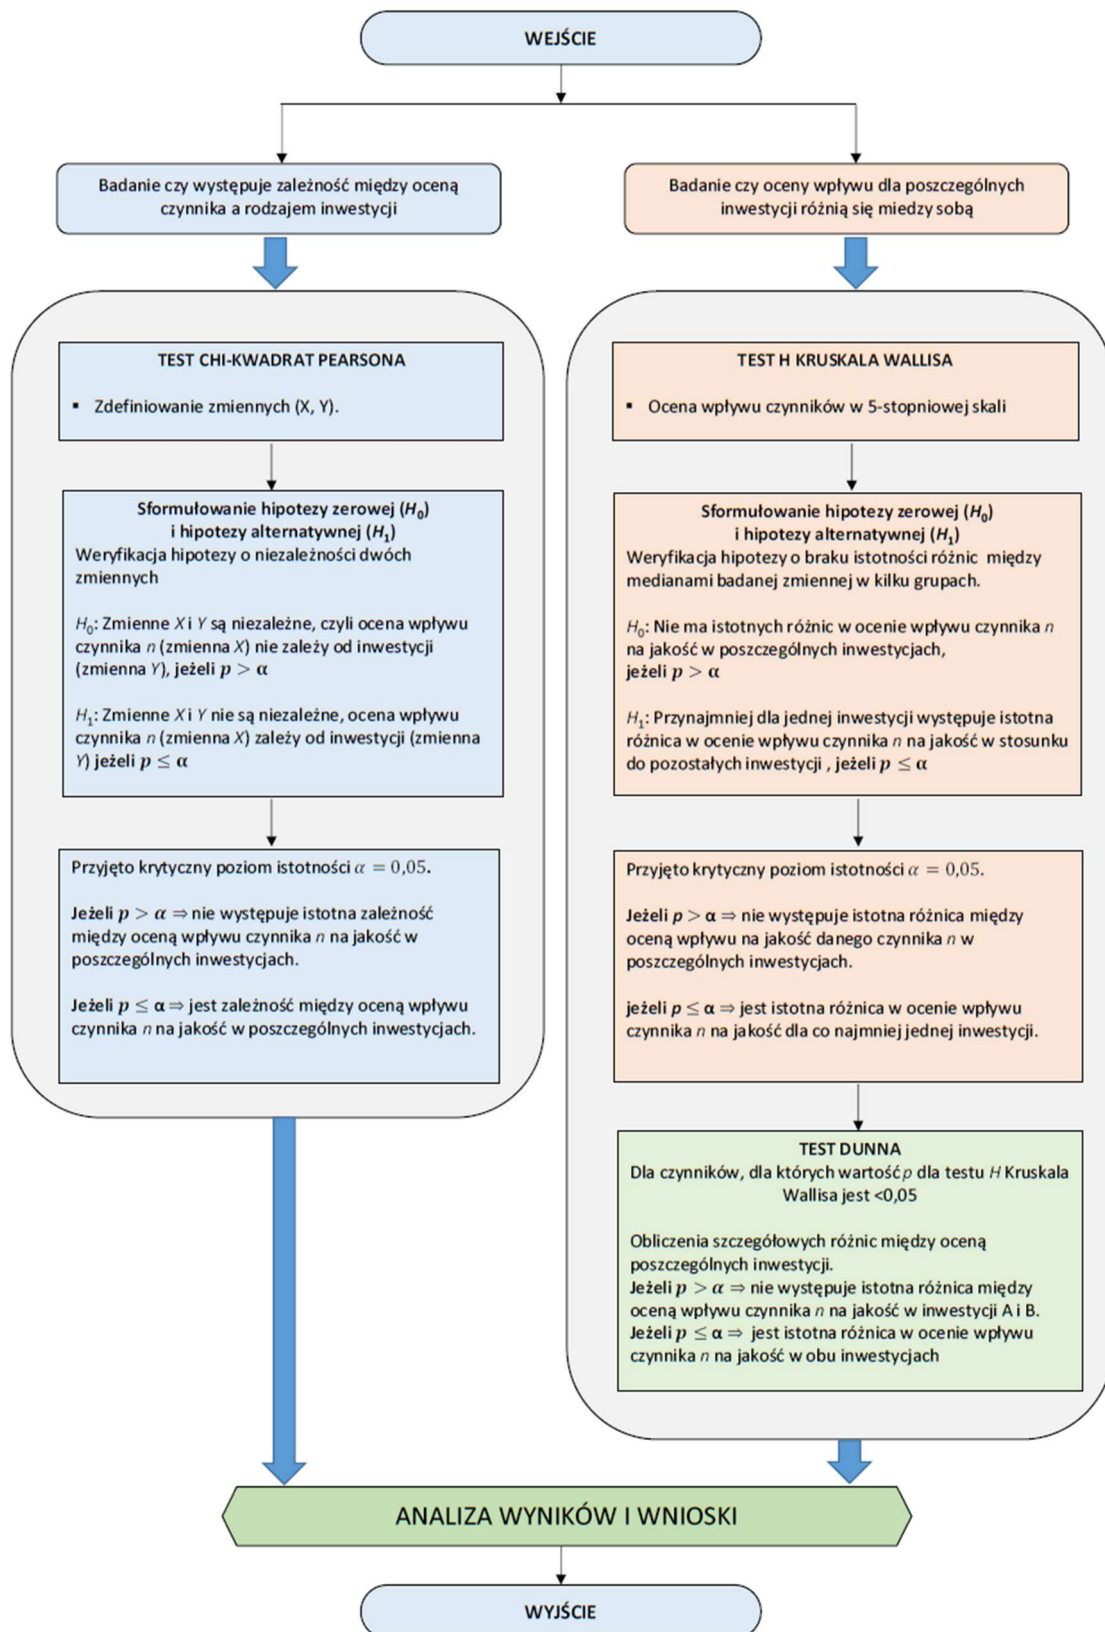 WEJŚCIE
Badanie czy występuje zależność między oceną
czynnika a rodzajem inwestycji
Badanie czy oceny wpływu dla poszczególnych
inwestycji różnią się miedzy sobą
TEST CHI-KWADRAT PEARSONA
▪ Zdefiniowanie zmiennych (X, Y).
Sformułowanie hipotezy zerowej (H₀)
i hipotezy alternatywnej (H₁)
Weryfikacja hipotezy o niezależności dwóch
zmiennych
H₀: Zmienne X i Y są niezależne, czyli ocena wpływu
czynnika n (zmienna X) nie zależy od inwestycji
(zmienna Y), jeżeli p > α
H₁: Zmienne X i Y nie są niezależne, ocena wpływu
czynnika n (zmienna X) zależy od inwestycji (zmienna
Y) jeżeli p ≤ α
Przyjęto krytyczny poziom istotności α = 0,05.
Jeżeli p > α ⇒ nie występuje istotna zależność
między oceną wpływu czynnika n na jakość w
poszczególnych inwestycjach.
Jeżeli p ≤ α ⇒ jest zależność między oceną wpływu
czynnika n na jakość w poszczególnych inwestycjach.
TEST H KRUSKALA WALLISA
▪ Ocena wpływu czynników w 5-stopniowej skali
Sformułowanie hipotezy zerowej (H₀)
i hipotezy alternatywnej (H₁)
Weryfikacja hipotezy o braku istotności różnic między
medianami badanej zmiennej w kilku grupach.
H₀: Nie ma istotnych różnic w ocenie wpływu czynnika n
na jakość w poszczególnych inwestycjach,
jeżeli p > α
H₁: Przynajmniej dla jednej inwestycji występuje istotna
różnica w ocenie wpływu czynnika n na jakość w stosunku
do pozostałych inwestycji , jeżeli p ≤ α
Przyjęto krytyczny poziom istotności α = 0,05.
Jeżeli p > α ⇒ nie występuje istotna różnica między
oceną wpływu na jakość danego czynnika n w
poszczególnych inwestycjach.
jeżeli p ≤ α ⇒ jest istotna różnica w ocenie wpływu
czynnika n na jakość dla co najmniej jednej inwestycji.
TEST DUNNA
Dla czynników, dla których wartość p dla testu H Kruskala
Wallisa jest <0,05
Obliczenia szczegółowych różnic między oceną
poszczególnych inwestycji.
Jeżeli p > α ⇒ nie występuje istotna różnica między
oceną wpływu czynnika n na jakość w inwestycji A i B.
Jeżeli p ≤ α ⇒ jest istotna różnica w ocenie wpływu
czynnika n na jakość w obu inwestycjach
ANALIZA WYNIKÓW I WNIOSKI
WYJŚCIE